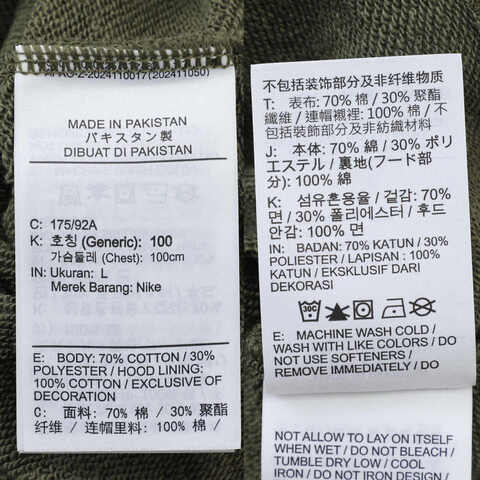 APAO-Z-2024110017(202411050)
MADE IN PAKISTAN
パキスタン製
DIBUAT DI PAKISTAN
C: 175/92A
K: 호칭 (Generic): 100
가슴둘레 (Chest): 100cm
IN: Ukuran: L
Merek Barang: Nike
E: BODY: 70% COTTON / 30%
POLYESTER / HOOD LINING:
100% COTTON / EXCLUSIVE OF
DECORATION
C: 面料: 70% 棉 / 30% 聚酯
纤维 / 连帽里料: 100% 棉 /
不包括装饰部分及非纤维物质
T: 表布: 70% 棉 / 30% 聚酯
纖維 / 連帽襯裡: 100% 棉 / 不
包括裝飾部分及非紡織材料
J: 本体: 70% 綿 / 30% ポリ
エステル / 裏地(フード部
分): 100% 綿
K: 섬유혼용율 / 겉감: 70%
면 / 30% 폴리에스터 / 후드
안감: 100% 면
IN: BADAN: 70% KATUN / 30%
POLIESTER / LAPISAN : 100%
KATUN / EKSKLUSIF DARI
DEKORASI
30C
E: MACHINE WASH COLD /
WASH WITH LIKE COLORS / DO
NOT USE SOFTENERS /
REMOVE IMMEDIATELY / DO
NOT ALLOW TO LAY ON ITSELF
WHEN WET / DO NOT BLEACH /
TUMBLE DRY LOW / COOL
IRON / DO NOT IRON